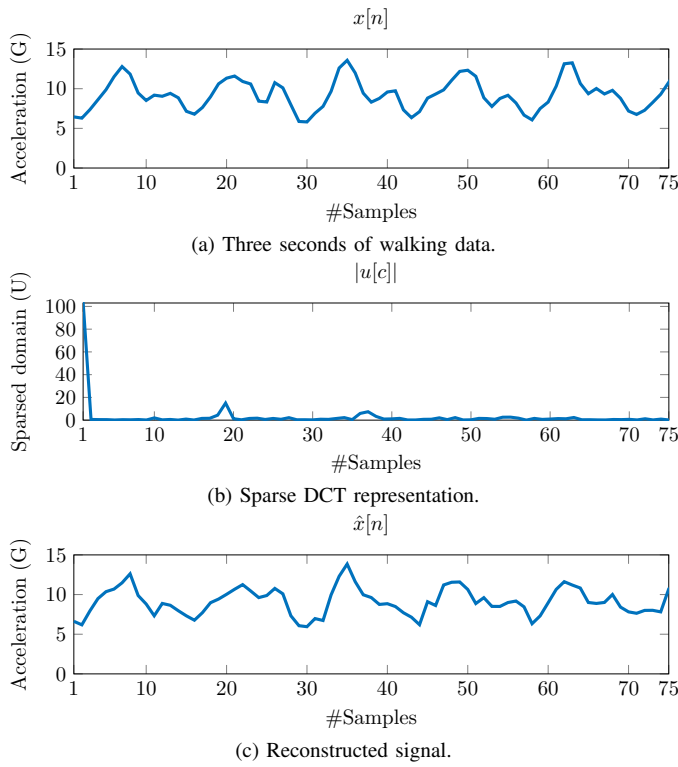 x[n]
Acceleration (G)
15
10
5
0
1 10 20 30 40 50 60 70 75
#Samples
(a) Three seconds of walking data.
|u[c]|
Sparsed domain (U)
100
80
60
40
20
0
1 10 20 30 40 50 60 70 75
#Samples
(b) Sparse DCT representation.
x̂[n]
Acceleration (G)
15
10
5
0
1 10 20 30 40 50 60 70 75
#Samples
(c) Reconstructed signal.